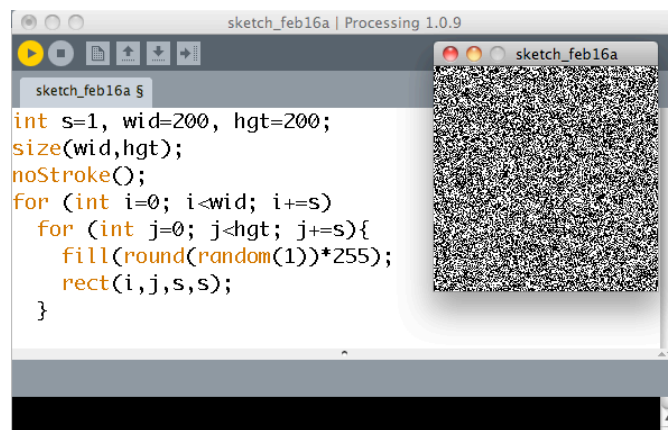 sketch_feb16a | Processing 1.0.9
sketch_feb16a
sketch_feb16a §
int s=1, wid=200, hgt=200;
size(wid,hgt);
noStroke();
for (int i=0; i<wid; i+=s)
  for (int j=0; j<hgt; j+=s){
    fill(round(random(1))*255);
    rect(i,j,s,s);
  }